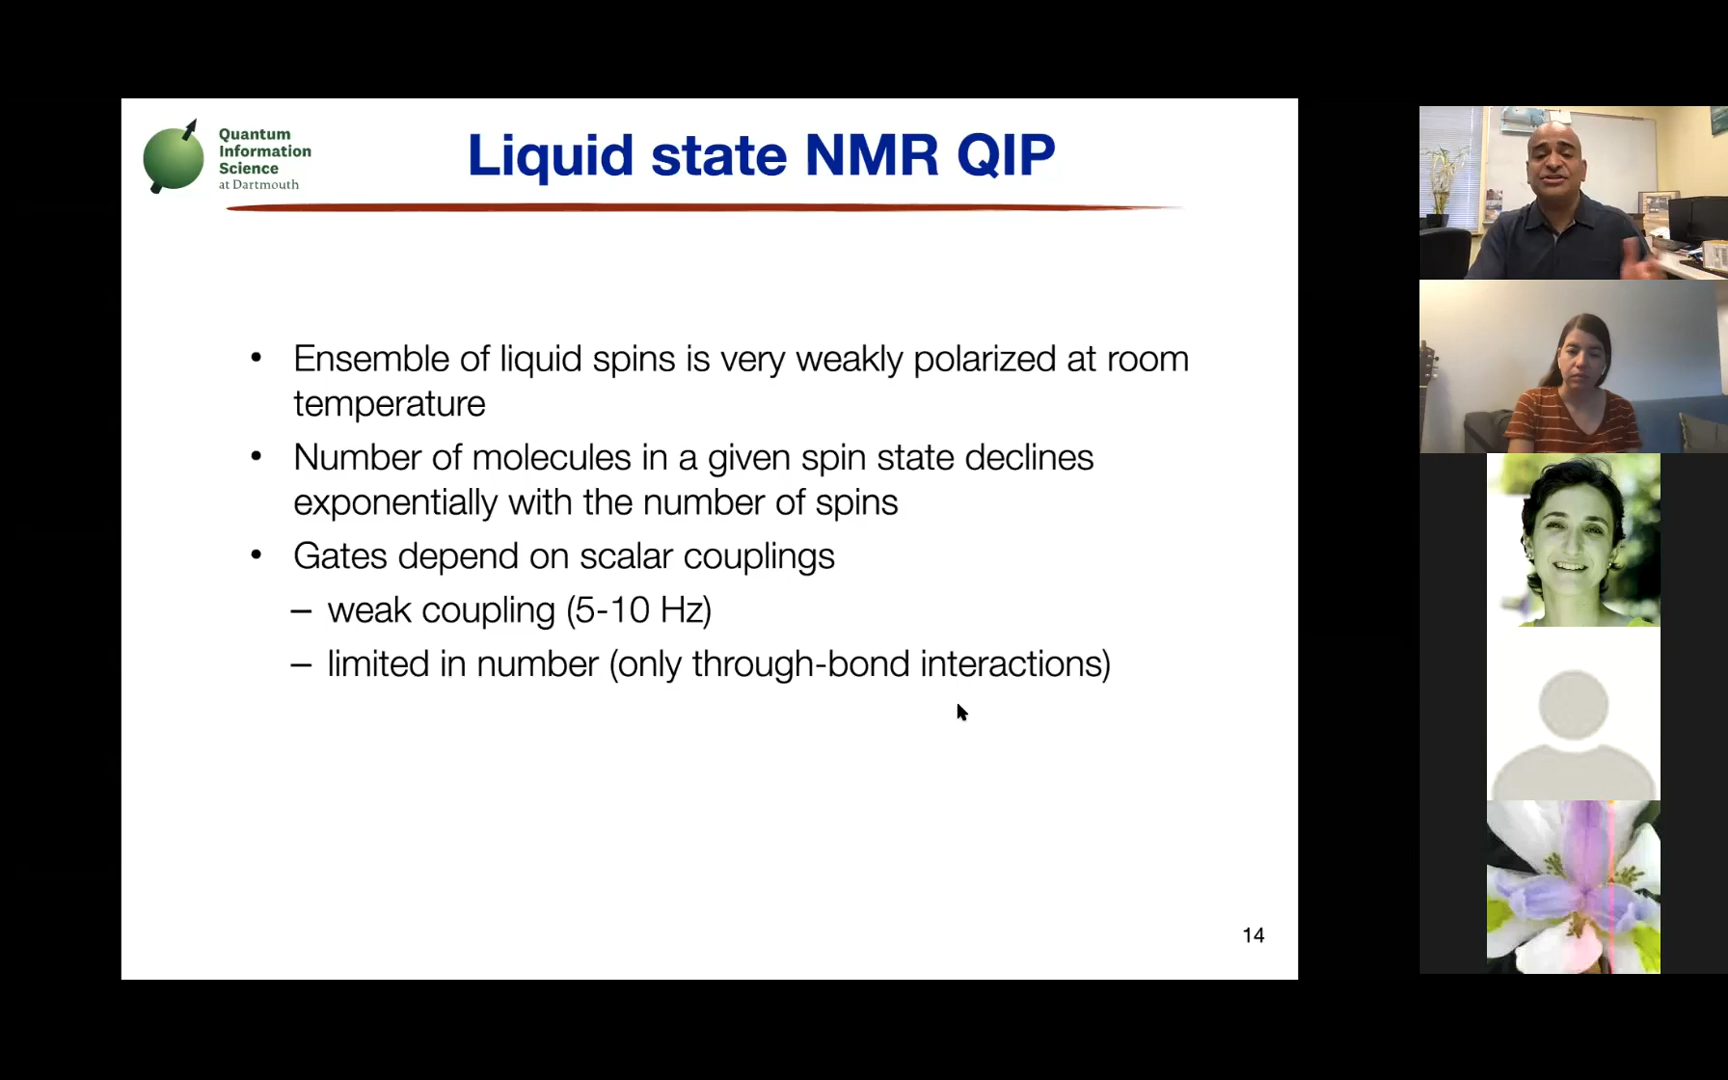 Quantum
Information
Science
at Dartmouth
Liquid state NMR QIP
• Ensemble of liquid spins is very weakly polarized at room
temperature
• Number of molecules in a given spin state declines
exponentially with the number of spins
• Gates depend on scalar couplings
– weak coupling (5-10 Hz)
– limited in number (only through-bond interactions)
14